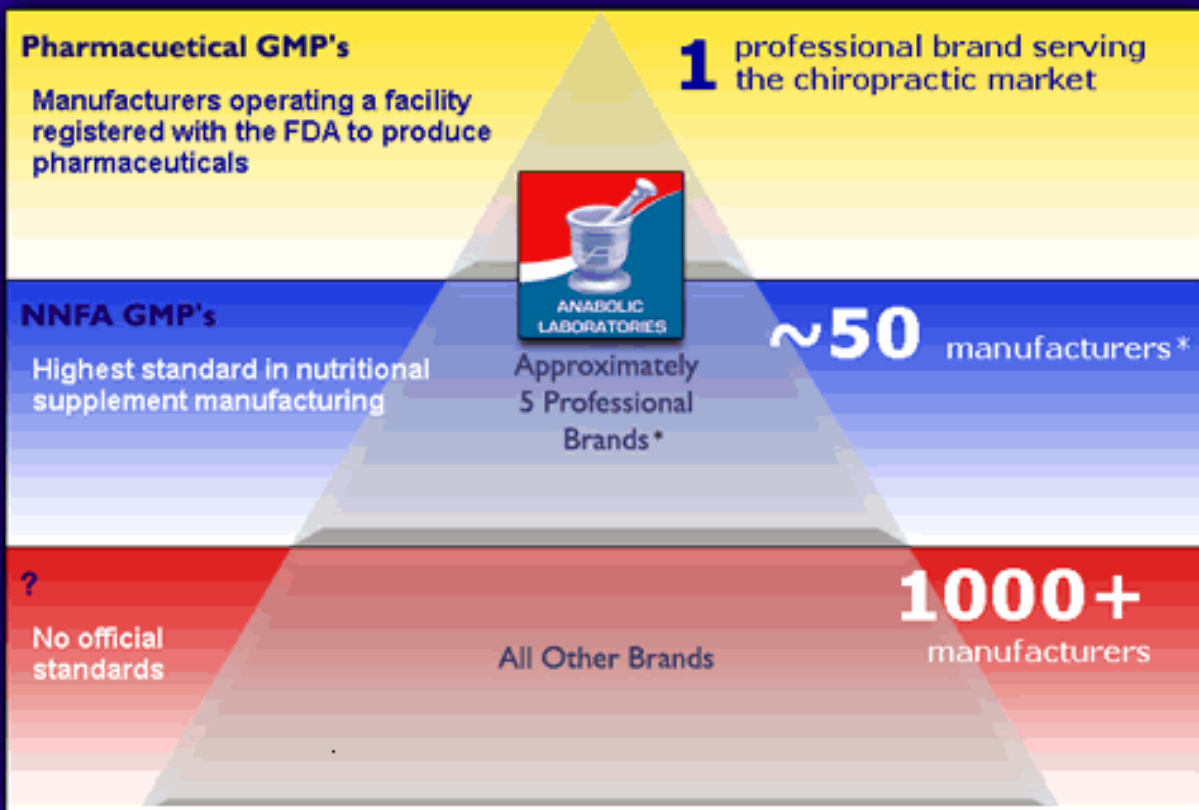 Pharmacuetical GMP's
Manufacturers operating a facility
registered with the FDA to produce
pharmaceuticals
1 professional brand serving
the chiropractic market
ANABOLIC
LABORATORIES
NNFA GMP's
Highest standard in nutritional
supplement manufacturing
Approximately
5 Professional
Brands*
~50 manufacturers*
?
No official
standards
All Other Brands
1000+
manufacturers